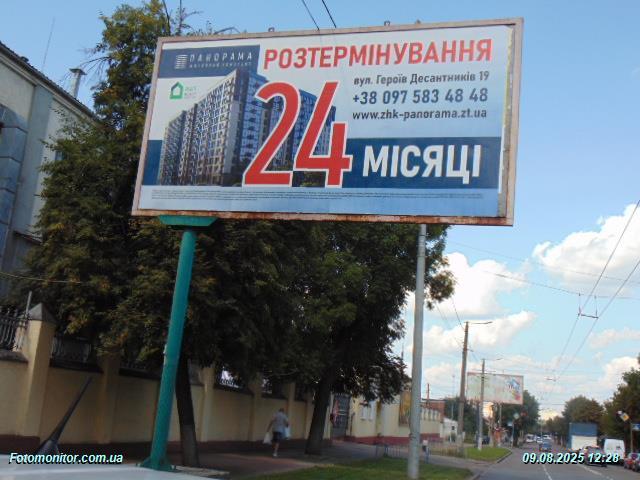 ПАНОРАМА
РОЗТЕРМІНУВАННЯ
вул. Героїв Десантників 19
+38 097 583 48 48
www.zhk-panorama.zt.ua
24 МІСЯЦІ
Fotomonitor.com.ua
09.08.2025 12:28